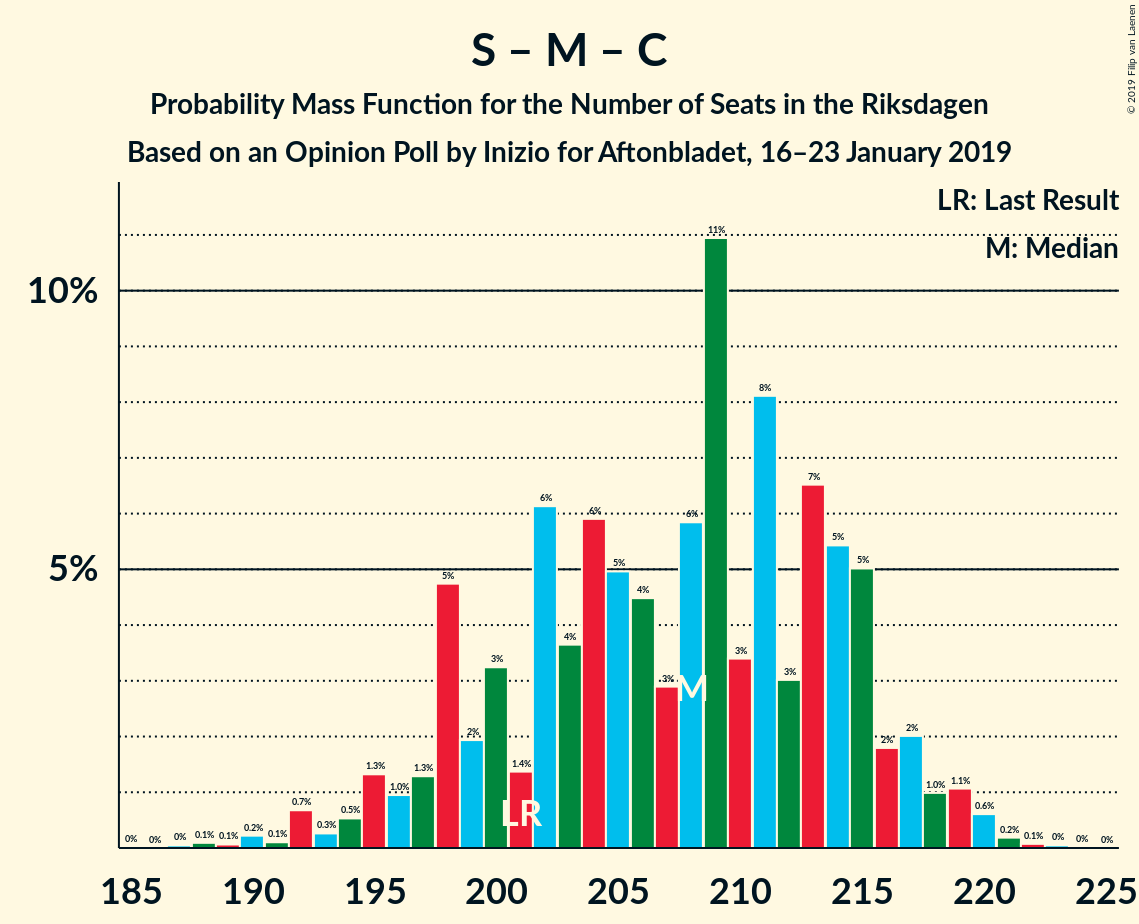 © 2019 Filip van Laenen
S – M – C
Probability Mass Function for the Number of Seats in the Riksdagen
Based on an Opinion Poll by Inizio for Aftonbladet, 16–23 January 2019
LR: Last Result
M: Median
10%
5%
0% 0% 0% 0.1% 0.1% 0.2% 0.1% 0.7% 0.3% 0.5% 1.3% 1.0% 1.3% 5% 2% 3% 1.4% 6% 4% 6% 5% 4% 3% 6% 11% 3% 8% 3% 7% 5% 5% 2% 2% 1.0% 1.1% 0.6% 0.2% 0.1% 0% 0% 0%
M
LR
185 190 195 200 205 210 215 220 225